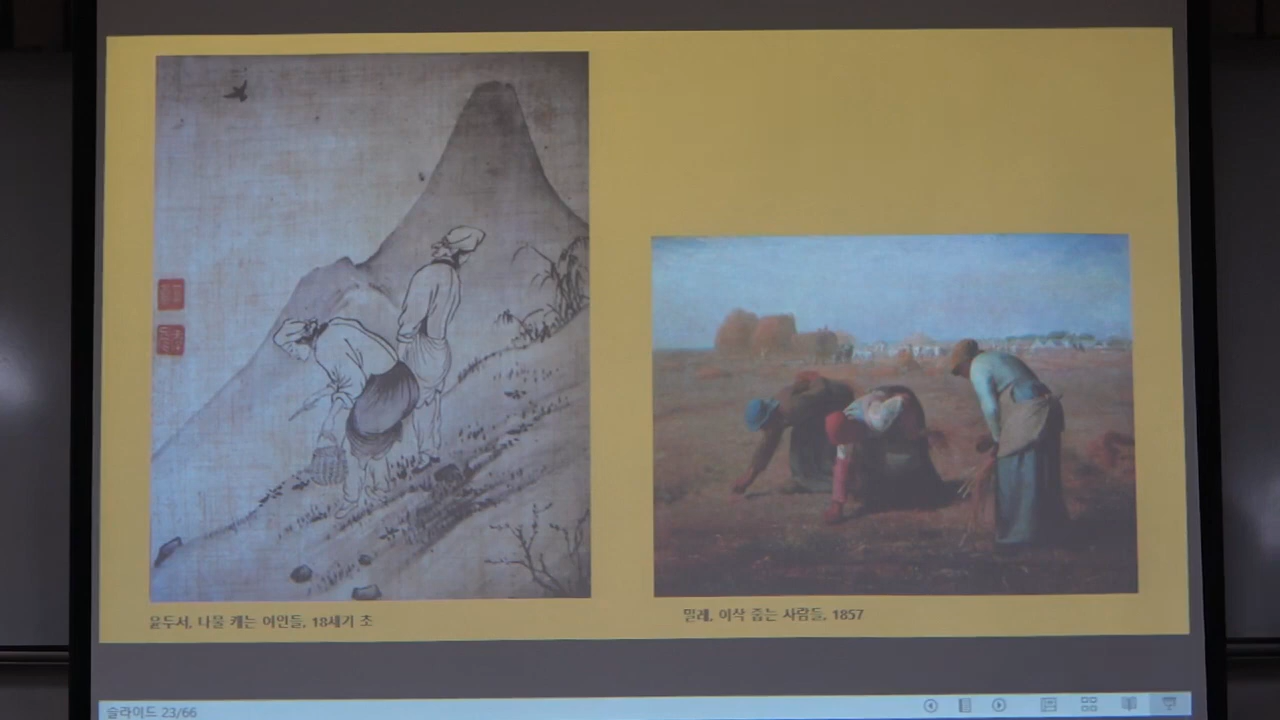 윤두서, 나물 캐는 여인들, 18세기 초
밀레, 이삭 줍는 사람들, 1857
슬라이드 23/66